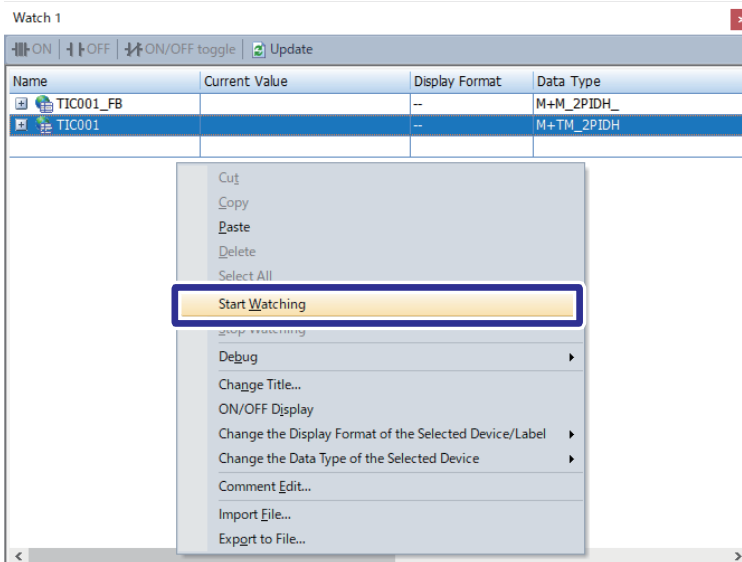 Watch 1
ON OFF ON/OFF toggle Update
Name Current Value Display Format Data Type
TIC001_FB -- M+M_2PIDH_
TIC001 -- M+TM_2PIDH
Cut
Copy
Paste
Delete
Select All
Start Watching
Stop Watching
Debug
Change Title...
ON/OFF Display
Change the Display Format of the Selected Device/Label
Change the Data Type of the Selected Device
Comment Edit...
Import File...
Export to File...